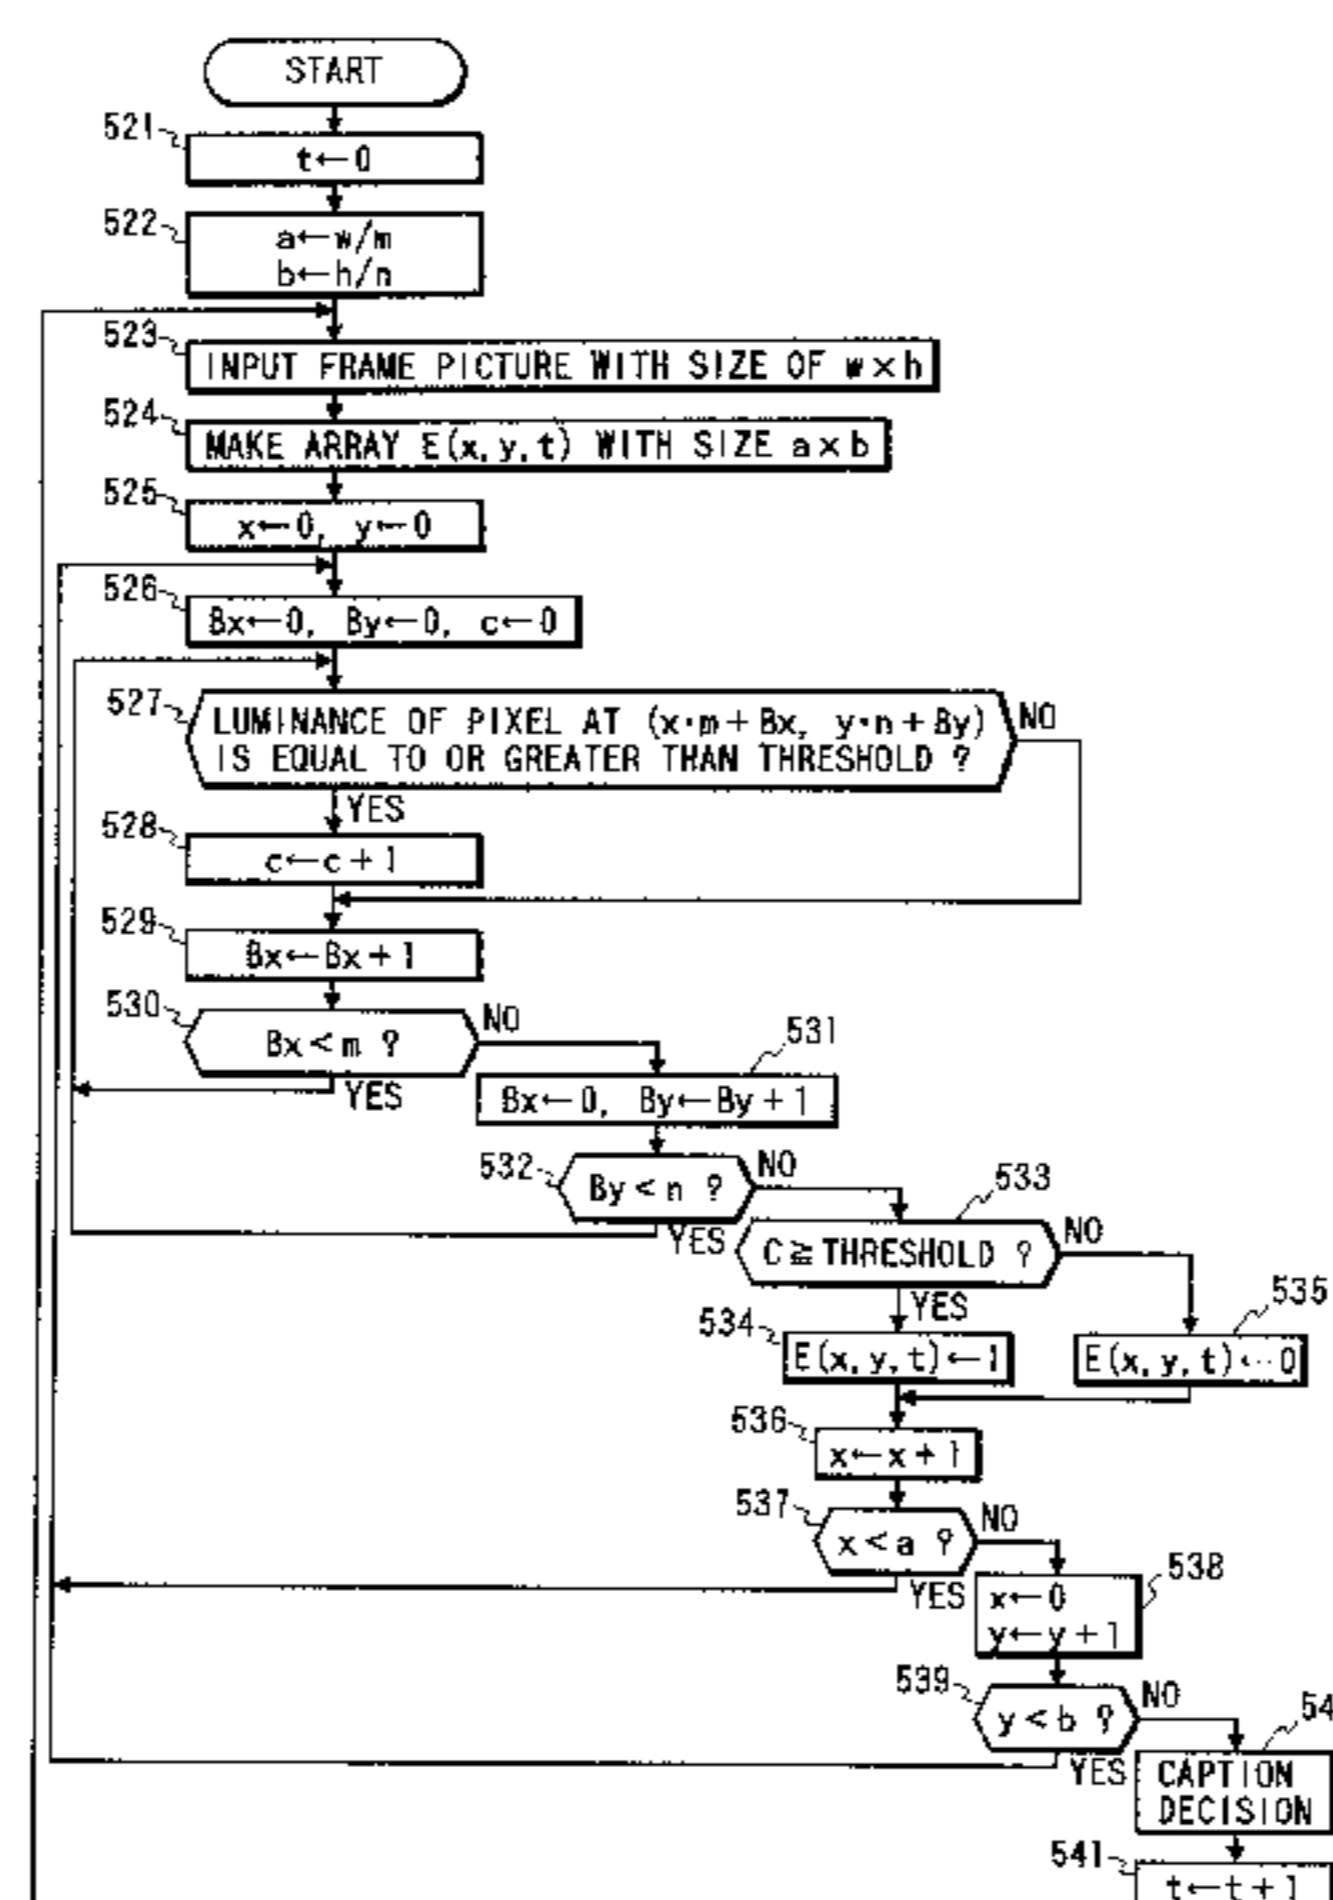 START
521
t←0
522
a←w/m
b←h/n
523
INPUT FRAME PICTURE WITH SIZE OF w×h
524
MAKE ARRAY E(x,y,t) WITH SIZE a×b
525
x←0, y←0
526
Bx←0, By←0, c←0
527
LUMINANCE OF PIXEL AT (x·m+Bx, y·n+By)
IS EQUAL TO OR GREATER THAN THRESHOLD ?
NO
YES
528
c←c+1
529
Bx←Bx+1
530
Bx<m ?
NO
YES
531
Bx←0, By←By+1
532
By<n ?
NO
YES
533
C≧THRESHOLD ?
NO
YES
534
E(x,y,t)←1
535
E(x,y,t)←0
536
x←x+1
537
x<a ?
NO
YES
538
x←0
y←y+1
539
y<b ?
NO
YES
54
CAPTION
DECISION
541
t←t+1